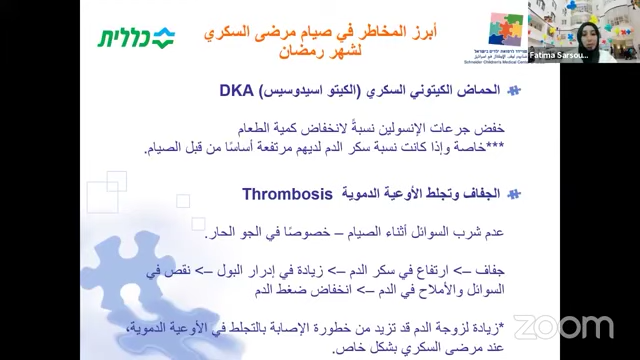 כללית
أبرز المخاطر في صيام مرضى السكري
لشهر رمضان
Schneider Children's Medical Center
Fatima Sarsou...
الحماض الكيتوني السكري (الكيتو اسيدوسيس) DKA
خفض جرعات الإنسولين نسبةً لانخفاض كمية الطعام
***خاصة وإذا كانت نسبة سكر الدم لديهم مرتفعة أساسًا من قبل الصيام.
الجفاف وتجلط الأوعية الدموية Thrombosis
عدم شرب السوائل أثناء الصيام – خصوصًا في الجو الحار.
جفاف <- ارتفاع في سكر الدم <- زيادة في إدرار البول <- نقص في
السوائل والأملاح في الدم <- انخفاض ضغط الدم
*زيادة لزوجة الدم قد تزيد من خطورة الإصابة بالتجلط في الأوعية الدموية،
عند مرضى السكري بشكل خاص.
zoom